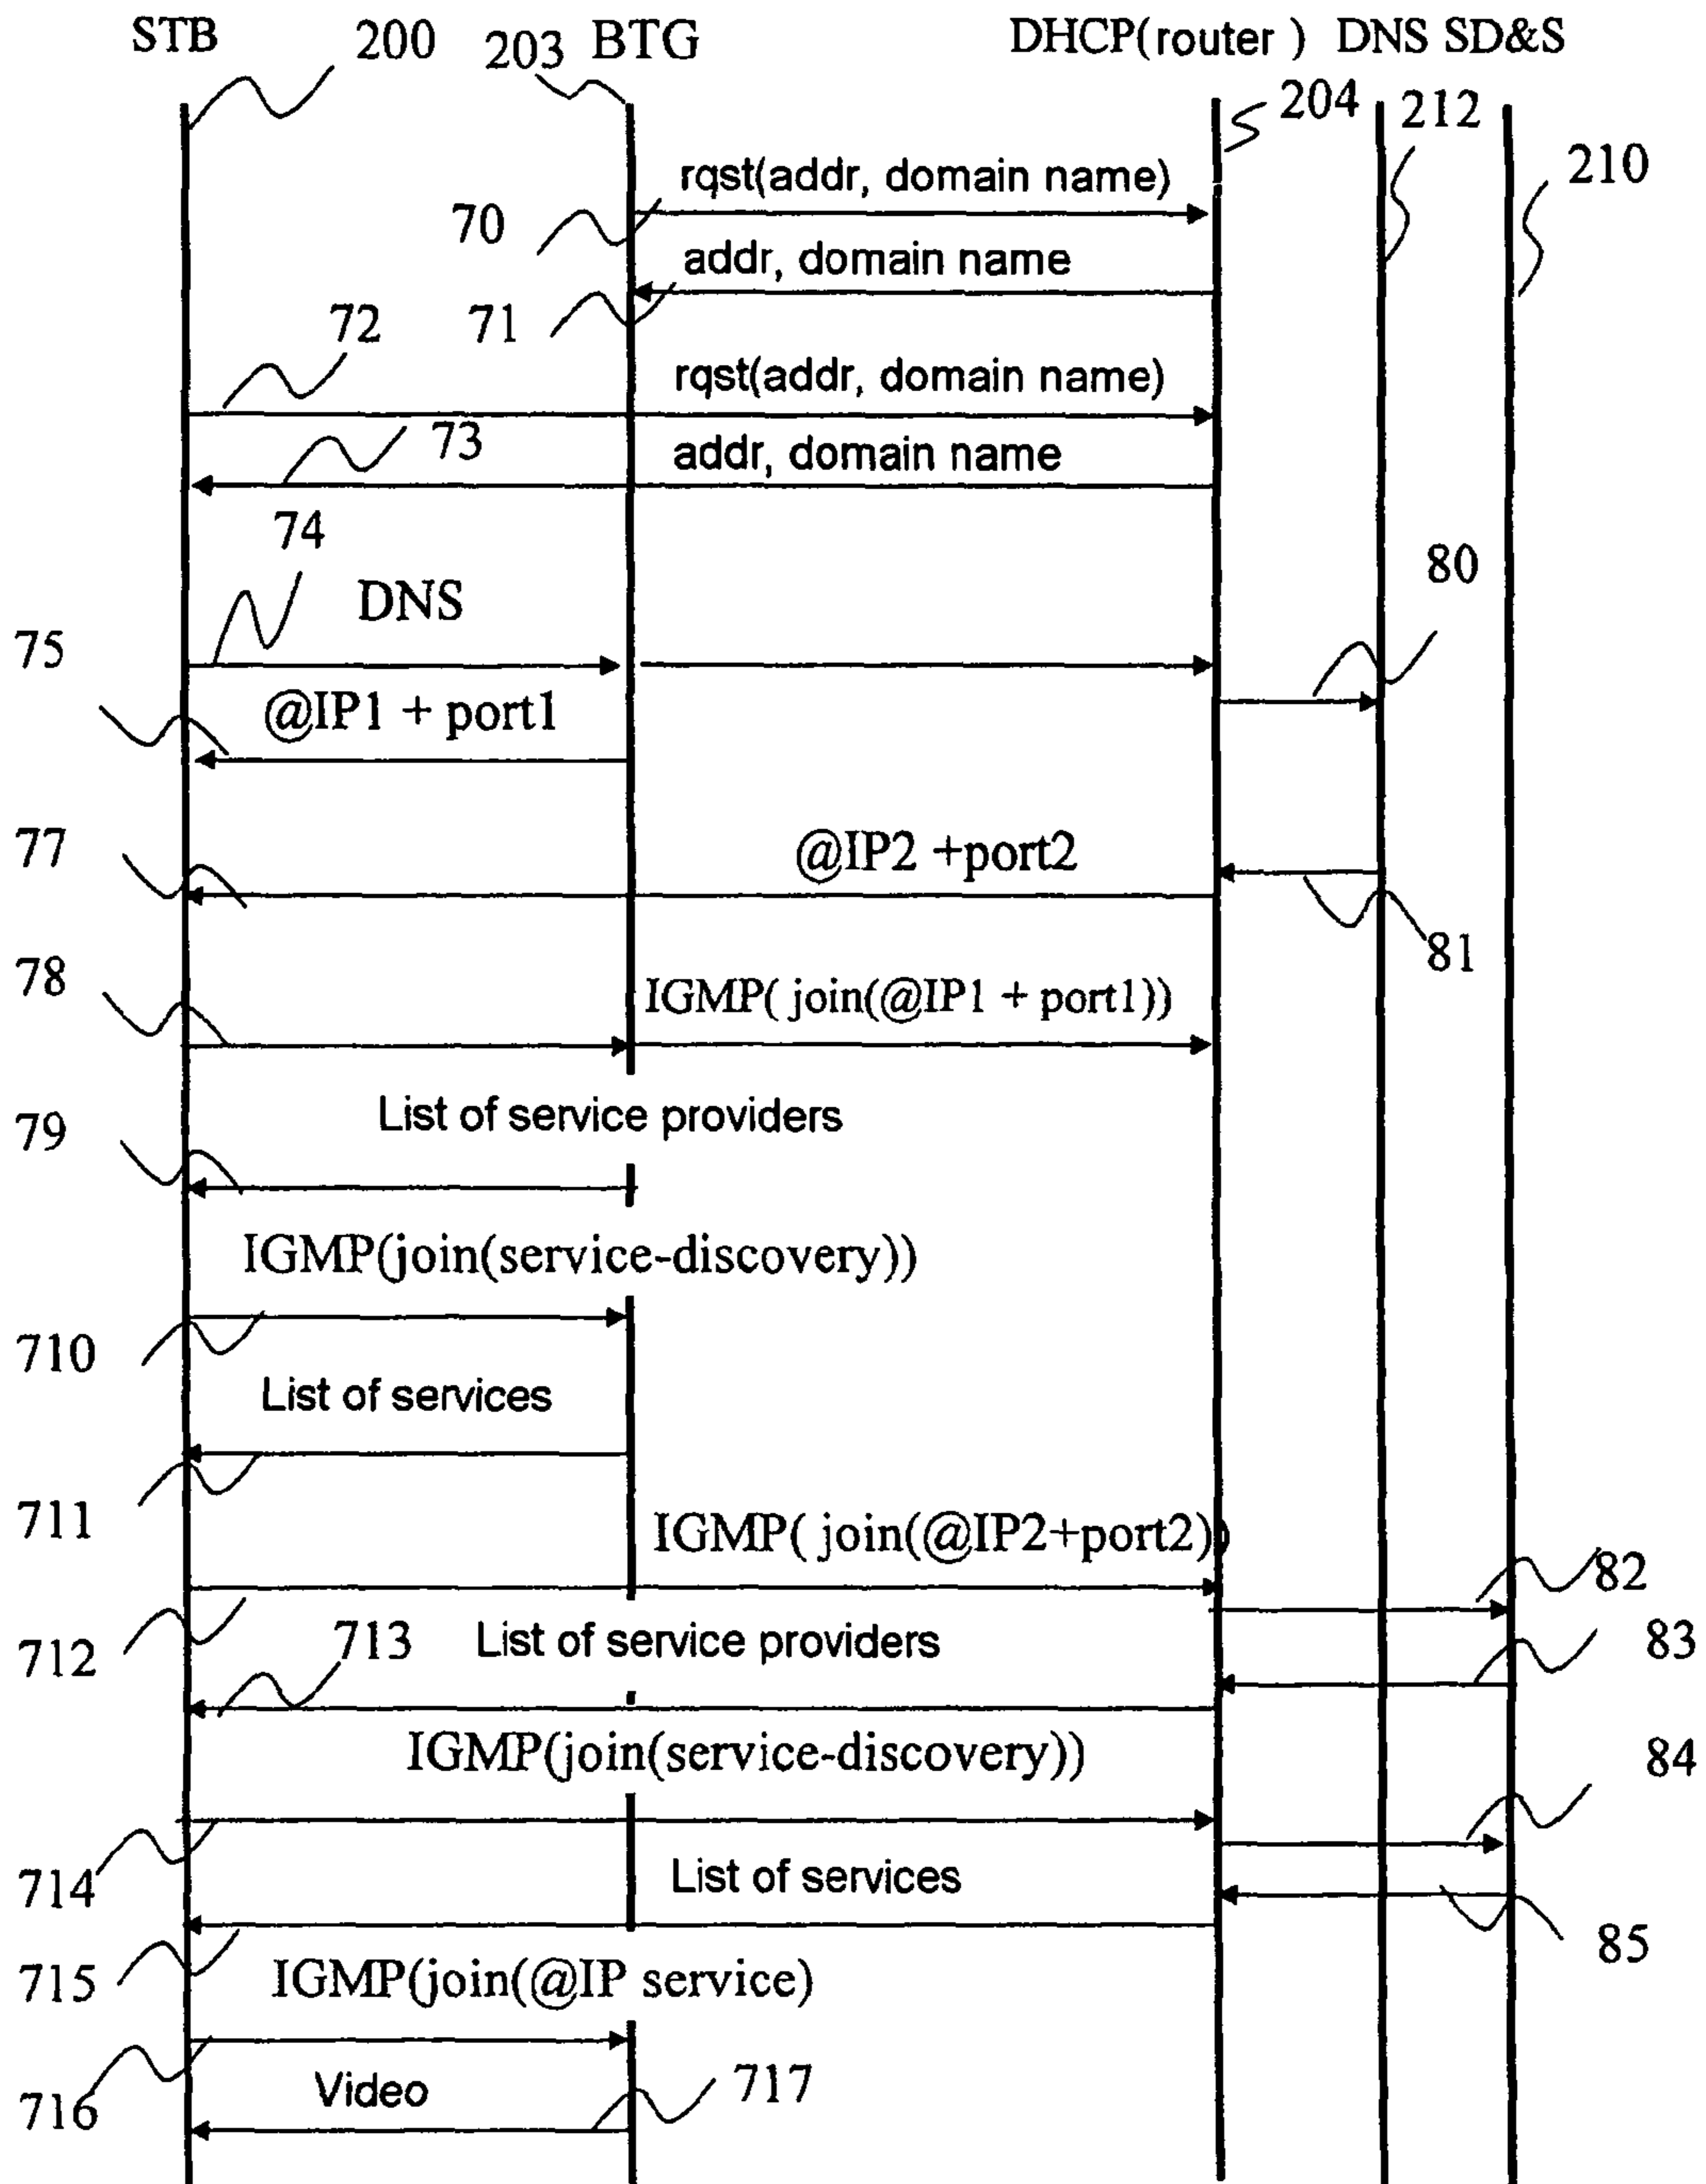 STB 200 203 BTG DHCP(router ) DNS SD&S
204 212
210
rqst(addr, domain name)
70
addr, domain name
71
72
rqst(addr, domain name)
73
addr, domain name
74
80
DNS
75
@IP1 + port1
77
@IP2 +port2
81
78
IGMP( join(@IP1 + port1))
List of service providers
79
IGMP(join(service-discovery))
710
List of services
711
IGMP( join(@IP2+port2))
82
712
713
List of service providers
83
IGMP(join(service-discovery))
84
714
List of services
85
715
IGMP(join(@IP service)
716
Video
717